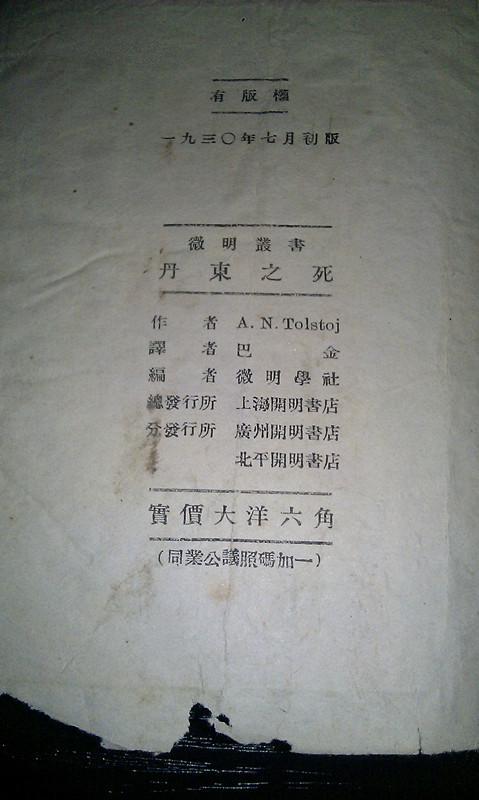 有版權
一九三〇年七月初版
微明叢書
丹東之死
作者 A. N. Tolstoj
譯者 巴金
編者 微明學社
總發行所 上海開明書店
分發行所 廣州開明書店
北平開明書店
實價大洋六角
(同業公議照碼加一)